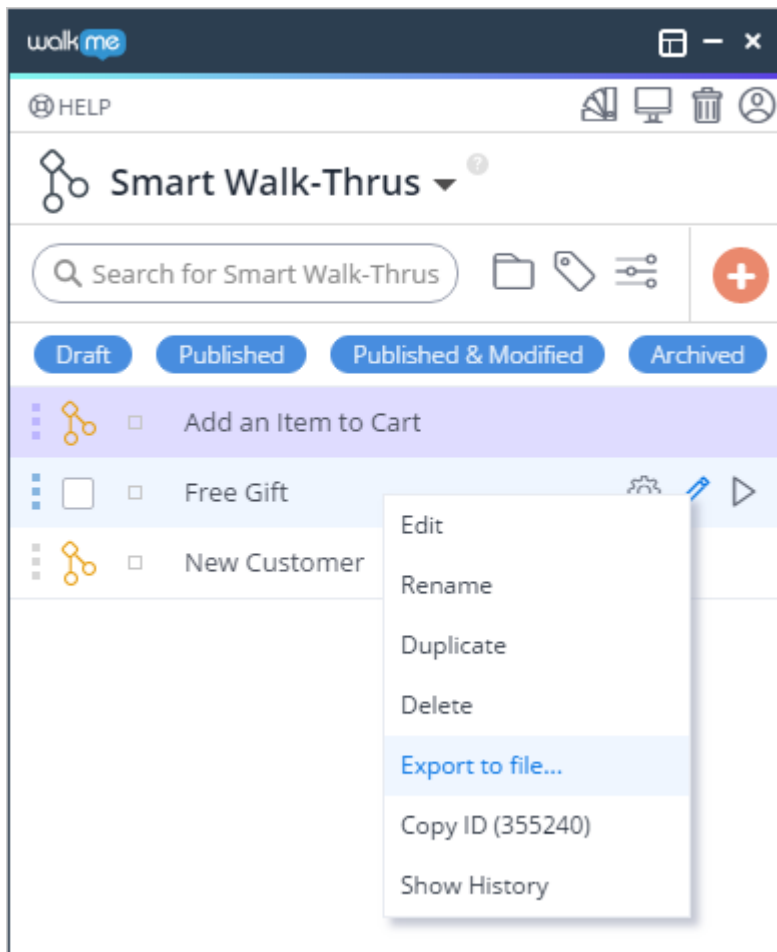 walkme
HELP
Smart Walk-Thrus ?
Search for Smart Walk-Thrus
Draft Published Published & Modified Archived
Add an Item to Cart
Free Gift
Edit
New Customer
Rename
Duplicate
Delete
Export to file...
Copy ID (355240)
Show History